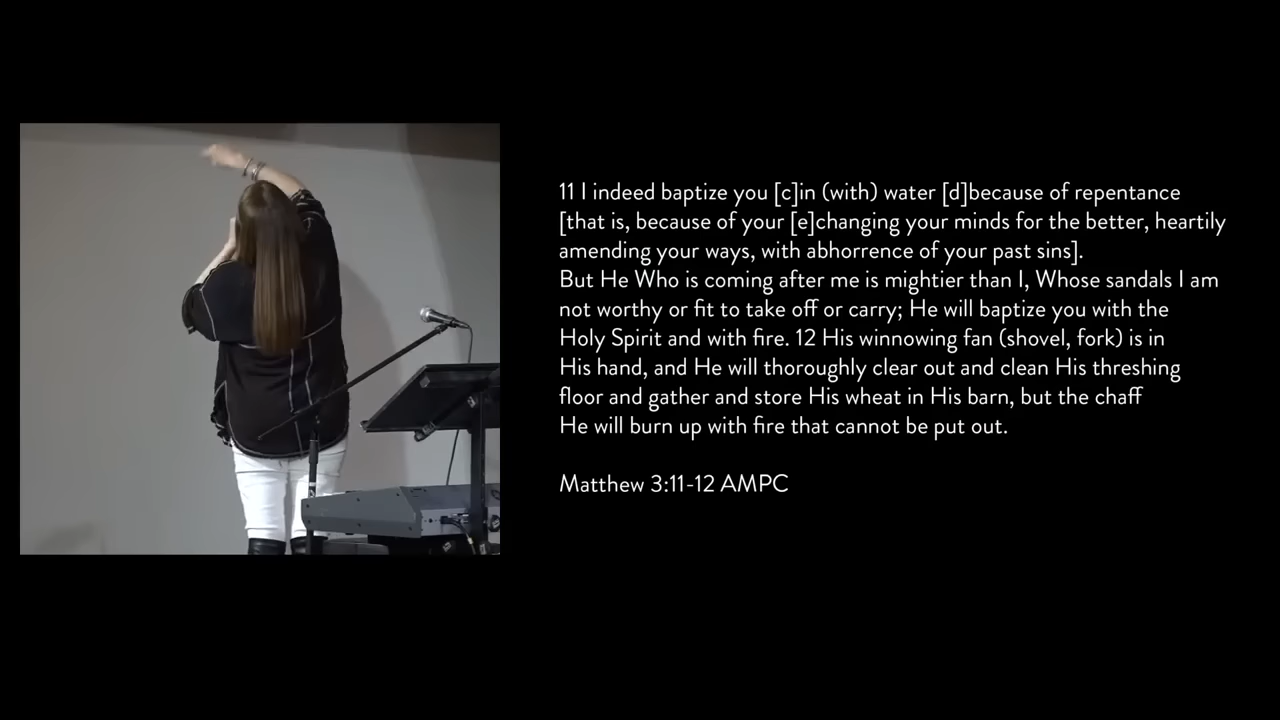 11 I indeed baptize you [c]in (with) water [d]because of repentance
[that is, because of your [e]changing your minds for the better, heartily
amending your ways, with abhorrence of your past sins].
But He Who is coming after me is mightier than I, Whose sandals I am
not worthy or fit to take off or carry; He will baptize you with the
Holy Spirit and with fire. 12 His winnowing fan (shovel, fork) is in
His hand, and He will thoroughly clear out and clean His threshing
floor and gather and store His wheat in His barn, but the chaff
He will burn up with fire that cannot be put out.
Matthew 3:11-12 AMPC